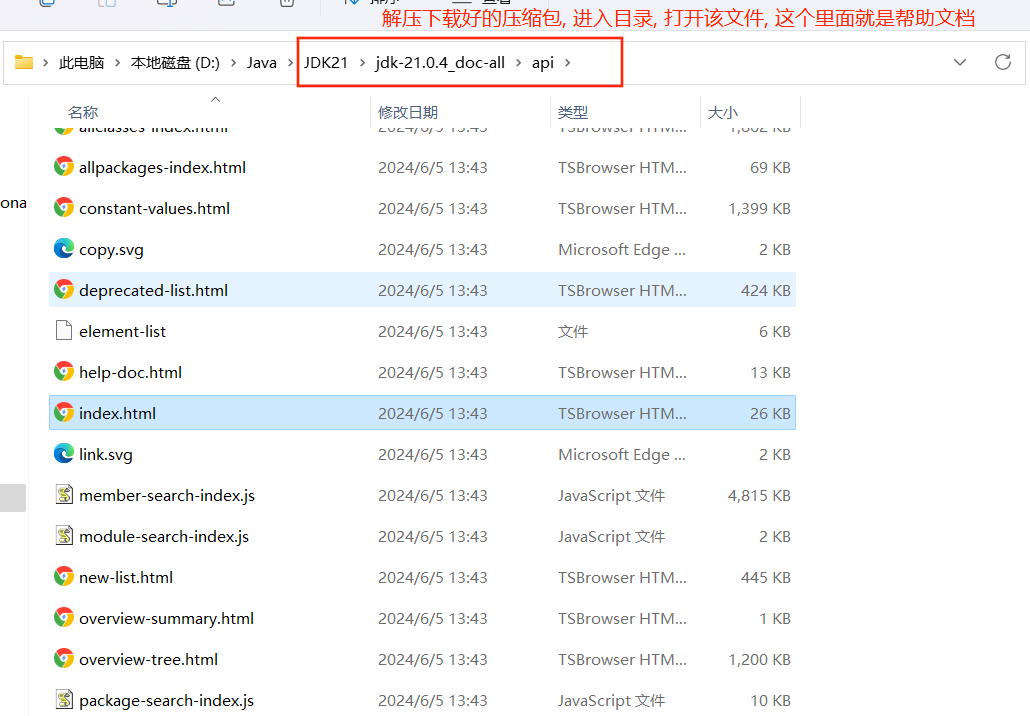 解压下载好的压缩包, 进入目录, 打开该文件, 这个里面就是帮助文档
此电脑 › 本地磁盘 (D:) › Java › JDK21 › jdk-21.0.4_doc-all › api ›
名称 修改日期 类型 大小
allclasses-index.html 2024/6/5 13:43 TSBrowser HTM...
allpackages-index.html 2024/6/5 13:43 TSBrowser HTM... 69 KB
ona
constant-values.html 2024/6/5 13:43 TSBrowser HTM... 1,399 KB
copy.svg 2024/6/5 13:43 Microsoft Edge ... 2 KB
deprecated-list.html 2024/6/5 13:43 TSBrowser HTM... 424 KB
element-list 2024/6/5 13:43 文件 6 KB
help-doc.html 2024/6/5 13:43 TSBrowser HTM... 13 KB
index.html 2024/6/5 13:43 TSBrowser HTM... 26 KB
link.svg 2024/6/5 13:43 Microsoft Edge ... 2 KB
member-search-index.js 2024/6/5 13:43 JavaScript 文件 4,815 KB
module-search-index.js 2024/6/5 13:43 JavaScript 文件 2 KB
new-list.html 2024/6/5 13:43 TSBrowser HTM... 445 KB
overview-summary.html 2024/6/5 13:43 TSBrowser HTM... 1 KB
overview-tree.html 2024/6/5 13:43 TSBrowser HTM... 1,200 KB
package-search-index.js 2024/6/5 13:43 JavaScript 文件 10 KB